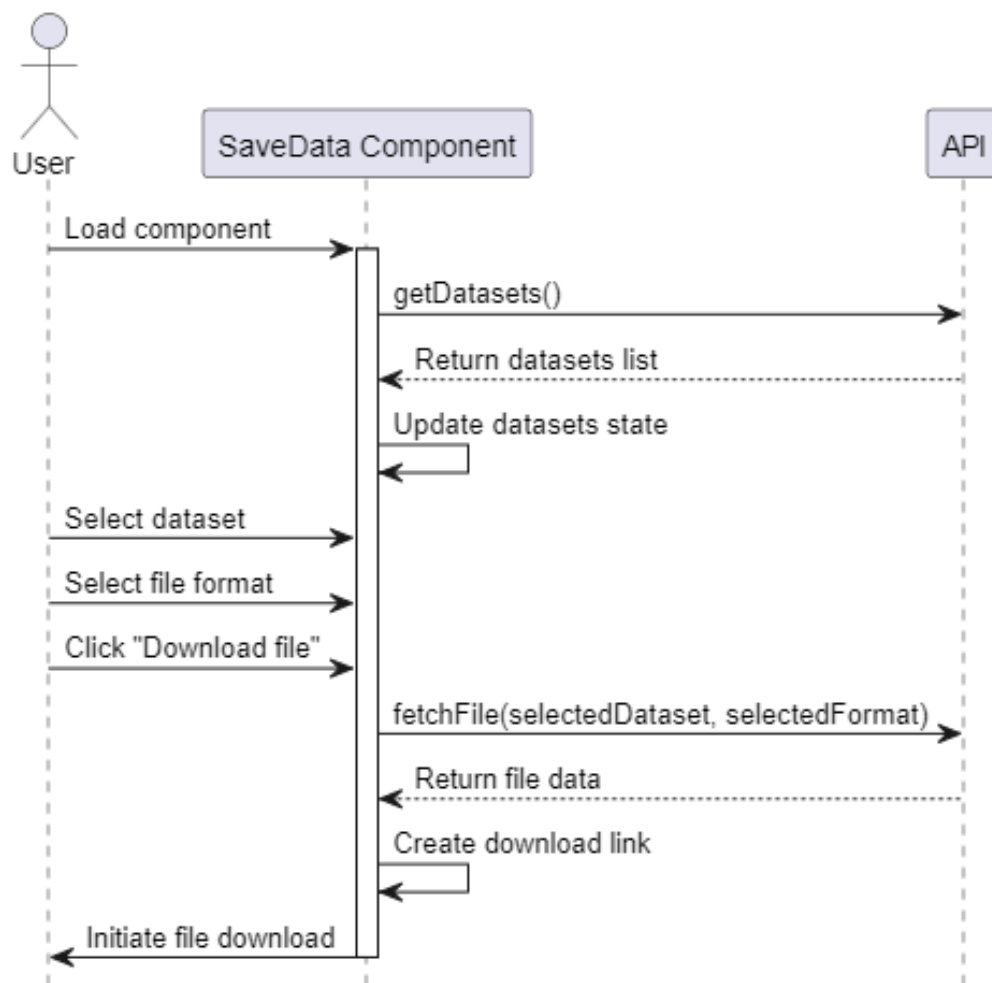 SaveData Component
API
User
Load component
getDatasets()
Return datasets list
Update datasets state
Select dataset
Select file format
Click "Download file"
fetchFile(selectedDataset, selectedFormat)
Return file data
Create download link
Initiate file download